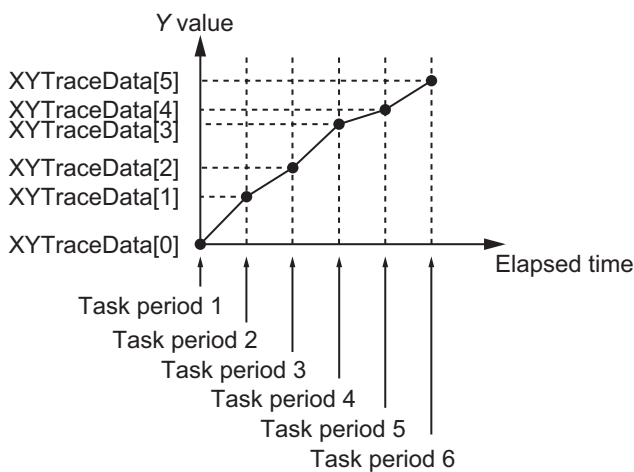 Y value
XYTraceData[5]
XYTraceData[4]
XYTraceData[3]
XYTraceData[2]
XYTraceData[1]
XYTraceData[0]
Elapsed time
Task period 1
Task period 2
Task period 3
Task period 4
Task period 5
Task period 6